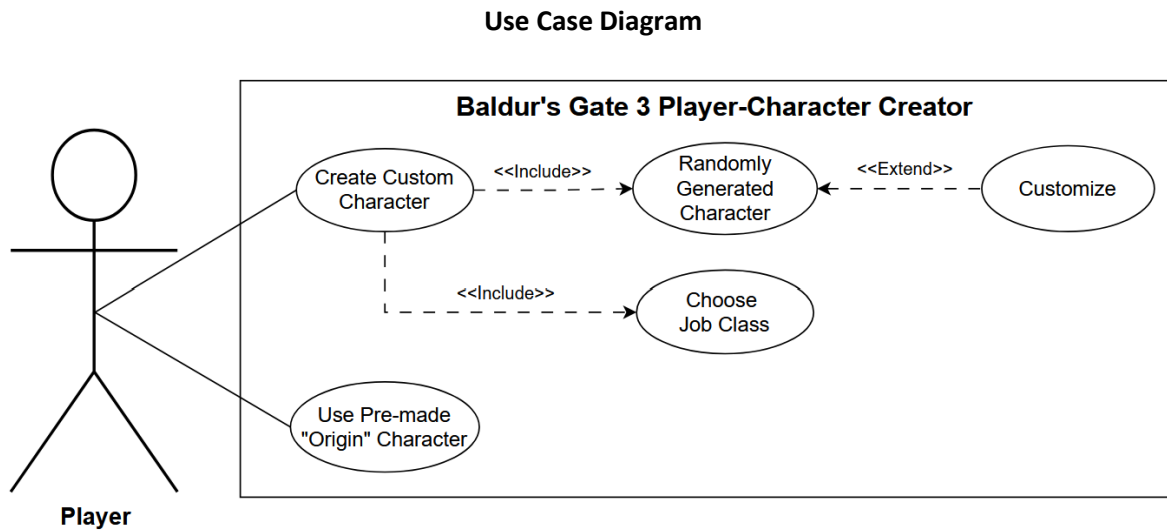 Use Case Diagram
Baldur's Gate 3 Player-Character Creator
Create Custom
Character
<<Include>>
Randomly
Generated
Character
<<Extend>>
Customize
<<Include>>
Choose
Job Class
Use Pre-made
"Origin" Character
Player